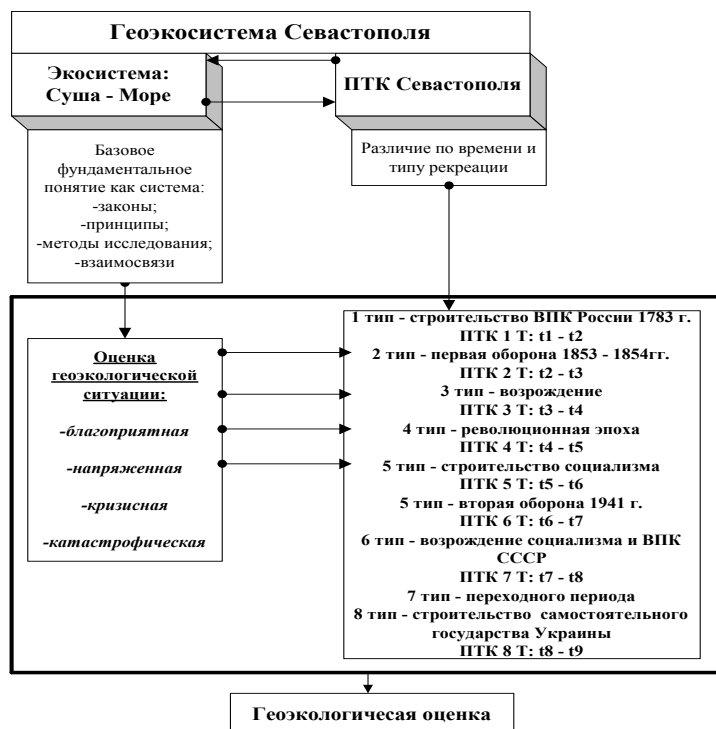 Геоэкосистема Севастополя
Экосистема:
Суша - Море
ПТК Севастополя
Базовое
фундаментальное
понятие как система:
-законы;
-принципы;
-методы исследования;
-взаимосвязи
Различие по времени и
типу рекреации
Оценка
геоэкологической
ситуации:
-благоприятная
-напряженная
-кризисная
-катастрофическая
1 тип - строительство ВПК России 1783 г.
ПТК 1 Т: t1 - t2
2 тип - первая оборона 1853 - 1854гг.
ПТК 2 Т: t2 - t3
3 тип - возрождение
ПТК 3 Т: t3 - t4
4 тип - революционная эпоха
ПТК 4 Т: t4 - t5
5 тип - строительство социализма
ПТК 5 Т: t5 - t6
5 тип - вторая оборона 1941 г.
ПТК 6 Т: t6 - t7
6 тип - возрождение социализма и ВПК
СССР
ПТК 7 Т: t7 - t8
7 тип - переходного периода
8 тип - строительство самостоятельного
государства Украины
ПТК 8 Т: t8 - t9
Геоэкологичесая оценка